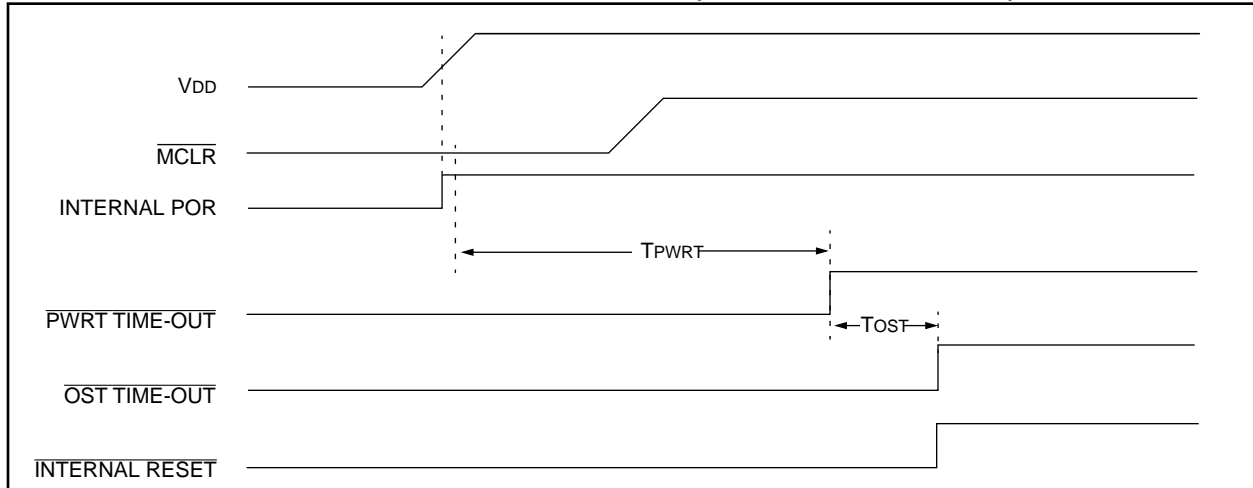 VDD
MCLR
INTERNAL POR
TPWRT
PWRT TIME-OUT
TOST
OST TIME-OUT
INTERNAL RESET